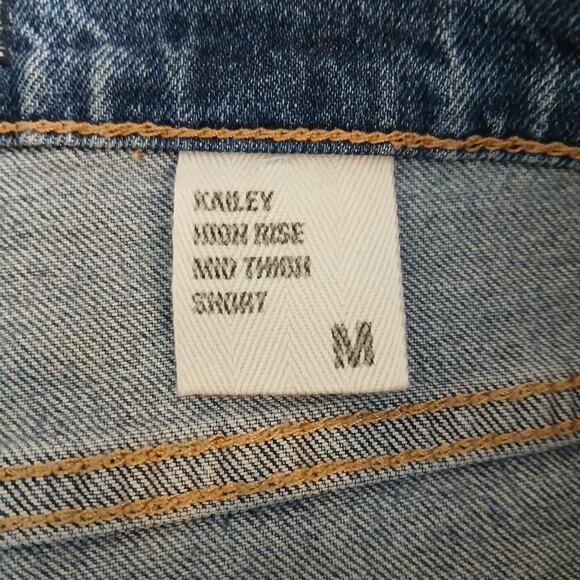 KAILEY
HIGH RISE
MID THIGH
SHORT
M